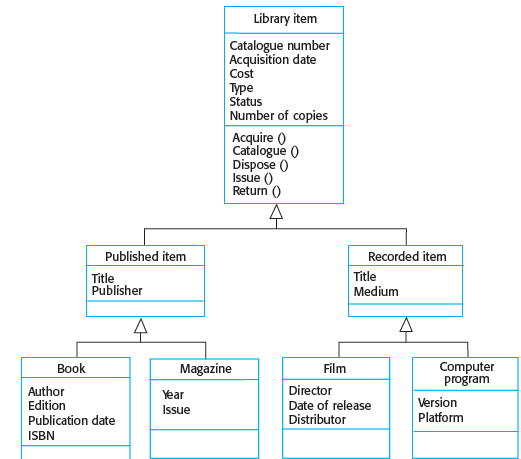 Library item
Catalogue number
Acquisition date
Cost
Type
Status
Number of copies
Acquire ()
Catalogue ()
Dispose ()
Issue ()
Return ()
Published item
Title
Publisher
Recorded item
Title
Medium
Book
Author
Edition
Publication date
ISBN
Magazine
Year
Issue
Film
Director
Date of release
Distributor
Computer
program
Version
Platform